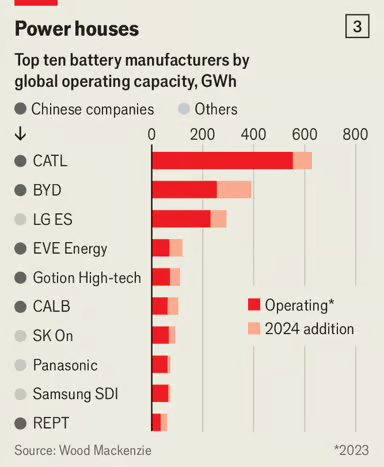 Power houses
3
Top ten battery manufacturers by
global operating capacity, GWh
Chinese companies Others
↓ 0 200 400 600 800
CATL
BYD
LG ES
EVE Energy
Gotion High-tech
CALB
Operating*
SK On
2024 addition
Panasonic
Samsung SDI
REPT
Source: Wood Mackenzie *2023